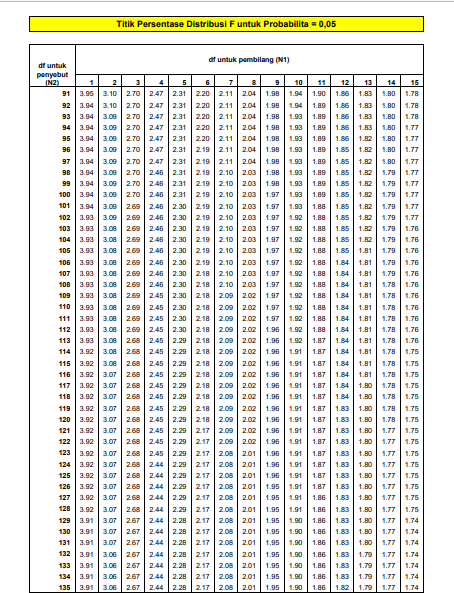 Titik Persentase Distribusi F untuk Probabilita = 0,05
df untuk penyebut (N2)
df untuk pembilang (N1)
1 2 3 4 5 6 7 8 9 10 11 12 13 14 15
91 3.95 3.10 2.70 2.47 2.31 2.20 2.11 2.04 1.98 1.94 1.90 1.86 1.83 1.80 1.78
92 3.94 3.10 2.70 2.47 2.31 2.20 2.11 2.04 1.98 1.94 1.89 1.86 1.83 1.80 1.78
93 3.94 3.09 2.70 2.47 2.31 2.20 2.11 2.04 1.98 1.93 1.89 1.86 1.83 1.80 1.78
94 3.94 3.09 2.70 2.47 2.31 2.20 2.11 2.04 1.98 1.93 1.89 1.86 1.83 1.80 1.77
95 3.94 3.09 2.70 2.47 2.31 2.20 2.11 2.04 1.98 1.93 1.89 1.86 1.82 1.80 1.77
96 3.94 3.09 2.70 2.47 2.31 2.19 2.11 2.04 1.98 1.93 1.89 1.85 1.82 1.80 1.77
97 3.94 3.09 2.70 2.47 2.31 2.19 2.11 2.04 1.98 1.93 1.89 1.85 1.82 1.80 1.77
98 3.94 3.09 2.70 2.46 2.31 2.19 2.10 2.03 1.98 1.93 1.89 1.85 1.82 1.79 1.77
99 3.94 3.09 2.70 2.46 2.31 2.19 2.10 2.03 1.98 1.93 1.89 1.85 1.82 1.79 1.77
100 3.94 3.09 2.70 2.46 2.31 2.19 2.10 2.03 1.97 1.93 1.89 1.85 1.82 1.79 1.77
101 3.94 3.09 2.69 2.46 2.30 2.19 2.10 2.03 1.97 1.93 1.88 1.85 1.82 1.79 1.77
102 3.93 3.09 2.69 2.46 2.30 2.19 2.10 2.03 1.97 1.92 1.88 1.85 1.82 1.79 1.77
103 3.93 3.08 2.69 2.46 2.30 2.19 2.10 2.03 1.97 1.92 1.88 1.85 1.82 1.79 1.76
104 3.93 3.08 2.69 2.46 2.30 2.19 2.10 2.03 1.97 1.92 1.88 1.85 1.82 1.79 1.76
105 3.93 3.08 2.69 2.46 2.30 2.19 2.10 2.03 1.97 1.92 1.88 1.85 1.81 1.79 1.76
106 3.93 3.08 2.69 2.46 2.30 2.19 2.10 2.03 1.97 1.92 1.88 1.84 1.81 1.79 1.76
107 3.93 3.08 2.69 2.46 2.30 2.18 2.10 2.03 1.97 1.92 1.88 1.84 1.81 1.79 1.76
108 3.93 3.08 2.69 2.46 2.30 2.18 2.10 2.03 1.97 1.92 1.88 1.84 1.81 1.78 1.76
109 3.93 3.08 2.69 2.45 2.30 2.18 2.09 2.02 1.97 1.92 1.88 1.84 1.81 1.78 1.76
110 3.93 3.08 2.69 2.45 2.30 2.18 2.09 2.02 1.97 1.92 1.88 1.84 1.81 1.78 1.76
111 3.93 3.08 2.69 2.45 2.30 2.18 2.09 2.02 1.97 1.92 1.88 1.84 1.81 1.78 1.76
112 3.93 3.08 2.69 2.45 2.30 2.18 2.09 2.02 1.96 1.92 1.88 1.84 1.81 1.78 1.76
113 3.93 3.08 2.68 2.45 2.29 2.18 2.09 2.02 1.96 1.92 1.87 1.84 1.81 1.78 1.76
114 3.92 3.08 2.68 2.45 2.29 2.18 2.09 2.02 1.96 1.91 1.87 1.84 1.81 1.78 1.75
115 3.92 3.08 2.68 2.45 2.29 2.18 2.09 2.02 1.96 1.91 1.87 1.84 1.81 1.78 1.75
116 3.92 3.07 2.68 2.45 2.29 2.18 2.09 2.02 1.96 1.91 1.87 1.84 1.81 1.78 1.75
117 3.92 3.07 2.68 2.45 2.29 2.18 2.09 2.02 1.96 1.91 1.87 1.84 1.80 1.78 1.75
118 3.92 3.07 2.68 2.45 2.29 2.18 2.09 2.02 1.96 1.91 1.87 1.84 1.80 1.78 1.75
119 3.92 3.07 2.68 2.45 2.29 2.18 2.09 2.02 1.96 1.91 1.87 1.83 1.80 1.78 1.75
120 3.92 3.07 2.68 2.45 2.29 2.18 2.09 2.02 1.96 1.91 1.87 1.83 1.80 1.78 1.75
121 3.92 3.07 2.68 2.45 2.29 2.17 2.09 2.02 1.96 1.91 1.87 1.83 1.80 1.77 1.75
122 3.92 3.07 2.68 2.45 2.29 2.17 2.09 2.02 1.96 1.91 1.87 1.83 1.80 1.77 1.75
123 3.92 3.07 2.68 2.45 2.29 2.17 2.08 2.01 1.96 1.91 1.87 1.83 1.80 1.77 1.75
124 3.92 3.07 2.68 2.44 2.29 2.17 2.08 2.01 1.96 1.91 1.87 1.83 1.80 1.77 1.75
125 3.92 3.07 2.68 2.44 2.29 2.17 2.08 2.01 1.96 1.91 1.87 1.83 1.80 1.77 1.75
126 3.92 3.07 2.68 2.44 2.29 2.17 2.08 2.01 1.95 1.91 1.87 1.83 1.80 1.77 1.75
127 3.92 3.07 2.68 2.44 2.29 2.17 2.08 2.01 1.95 1.91 1.86 1.83 1.80 1.77 1.75
128 3.92 3.07 2.68 2.44 2.29 2.17 2.08 2.01 1.95 1.91 1.86 1.83 1.80 1.77 1.75
129 3.91 3.07 2.67 2.44 2.28 2.17 2.08 2.01 1.95 1.90 1.86 1.83 1.80 1.77 1.74
130 3.91 3.07 2.67 2.44 2.28 2.17 2.08 2.01 1.95 1.90 1.86 1.83 1.80 1.77 1.74
131 3.91 3.07 2.67 2.44 2.28 2.17 2.08 2.01 1.95 1.90 1.86 1.83 1.80 1.77 1.74
132 3.91 3.06 2.67 2.44 2.28 2.17 2.08 2.01 1.95 1.90 1.86 1.83 1.79 1.77 1.74
133 3.91 3.06 2.67 2.44 2.28 2.17 2.08 2.01 1.95 1.90 1.86 1.83 1.79 1.77 1.74
134 3.91 3.06 2.67 2.44 2.28 2.17 2.08 2.01 1.95 1.90 1.86 1.83 1.79 1.77 1.74
135 3.91 3.06 2.67 2.44 2.28 2.17 2.08 2.01 1.95 1.90 1.86 1.82 1.79 1.77 1.74